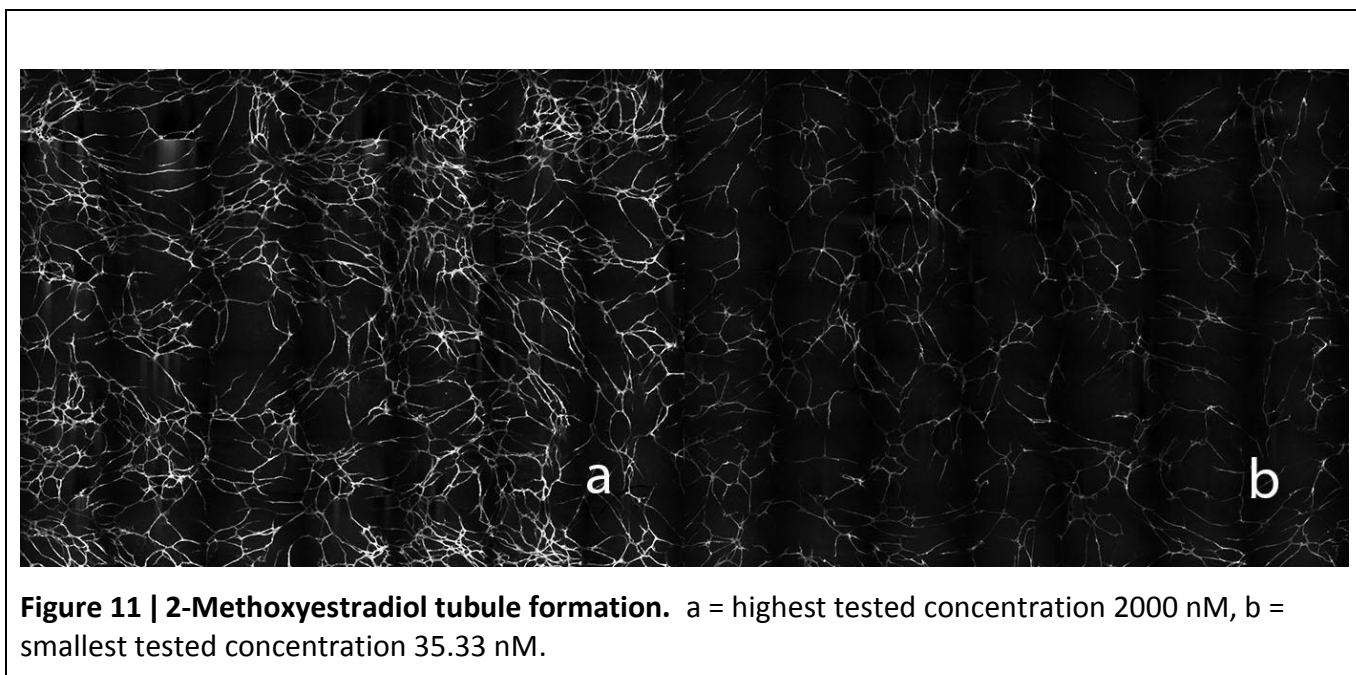 a
b
Figure 11 | 2-Methoxyestradiol tubule formation. a = highest tested concentration 2000 nM, b =
smallest tested concentration 35.33 nM.